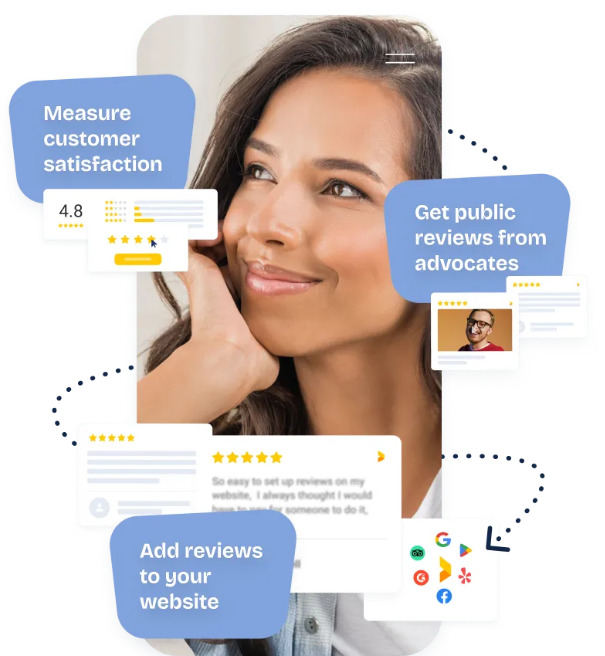 Measure
customer
satisfaction
4.8
Get public
reviews from
advocates
So easy to set up reviews on my
website, I always thought I would
have to pay for someone to do it,
Add reviews
to your
website